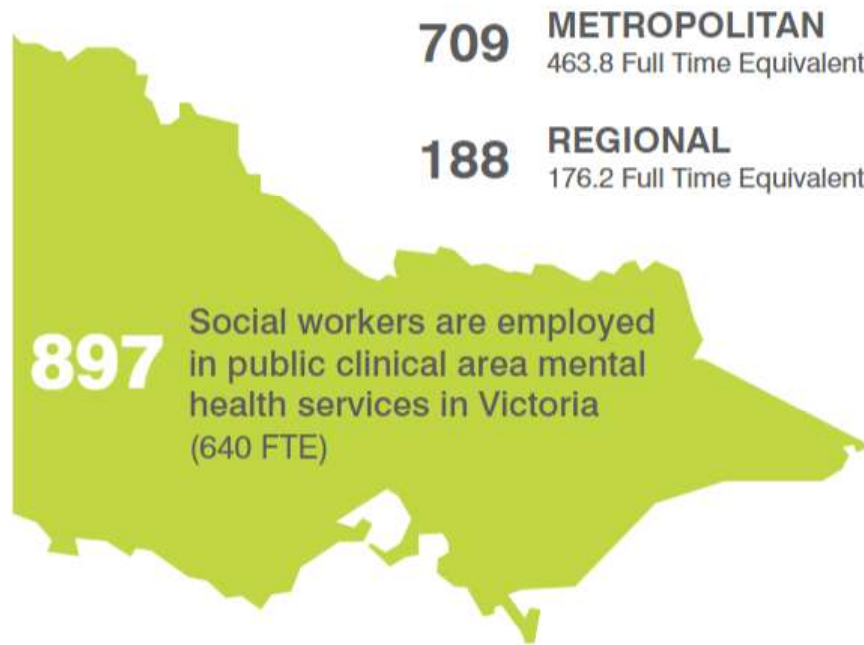 709 METROPOLITAN
463.8 Full Time Equivalent
188 REGIONAL
176.2 Full Time Equivalent
897
Social workers are employed
in public clinical area mental
health services in Victoria
(640 FTE)